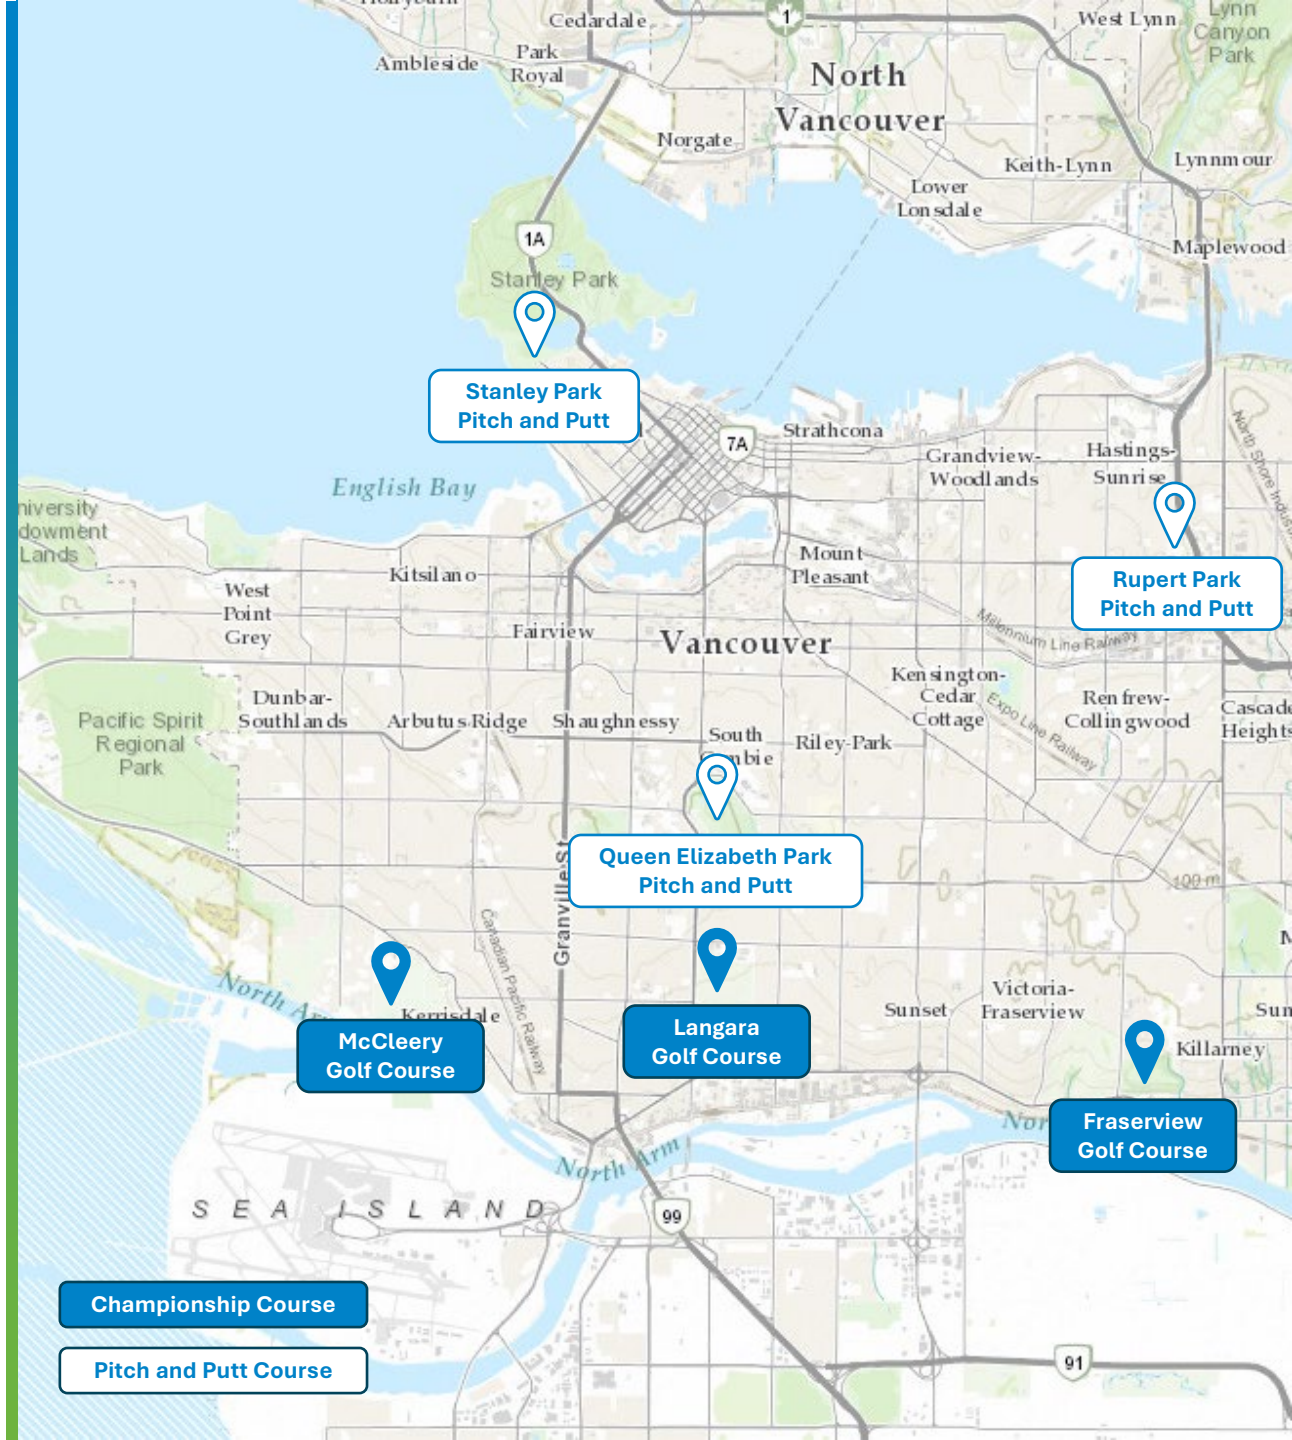 Cedardale
1
West Lynn
Lynn
Canyon
Park
Ambleside
Park
Royal
North
Vancouver
Norgate
Keith-Lynn
Lynnmour
Lower
Lonsdale
1A
Maplewood
Stanley Park
Stanley Park
Pitch and Putt
7A
Strathcona
Grandview-
Woodlands
Hastings-
Sunrise
English Bay
Lands
Kitsilano
Mount
Pleasant
Rupert Park
Pitch and Putt
West
Point
Grey
Fairview
Vancouver
Millennium Line Railway
Kensington-
Cedar
Cottage
Expo Line Railway
Renfrew-
Collingwood
Cascade
Heights
Dunbar-
Southlands
Arbutus Ridge
Shaughnessy
South
Riley-Park
Pacific Spirit
Regional
Park
Queen Elizabeth Park
Pitch and Putt
100 m
Granville St
Canadian Pacific Railway
North Ar
Kerrisdale
McCleery
Golf Course
Langara
Golf Course
Sunset
Victoria-
Fraserview
Sun
Killarney
Nor
Fraserview
Golf Course
North Arm
SEA ISLAND
99
Championship Course
Pitch and Putt Course
91